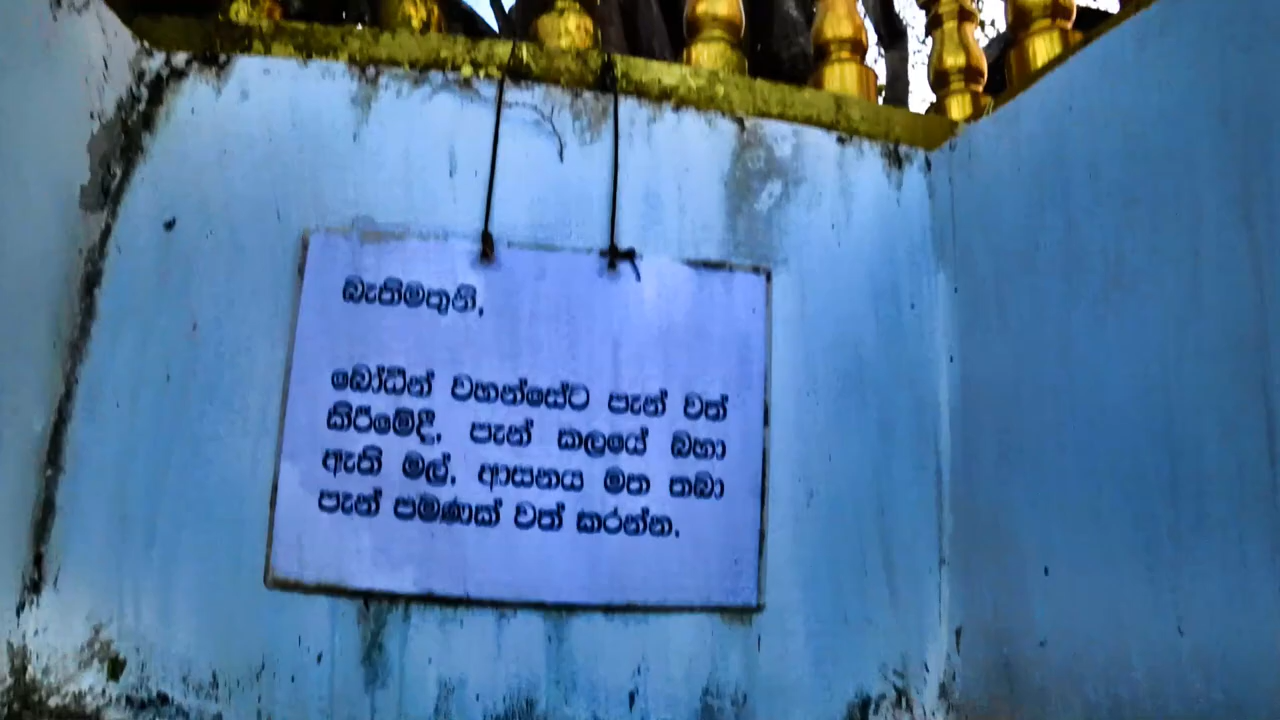 බැතිමතුනි,
බෝධීන් වහන්සේට පැන් වත්
කිරීමේදී, පැන් කලයේ බහා
ඇති මල්, ආසනය මත තබා
පැන් පමණක් වත් කරන්න.